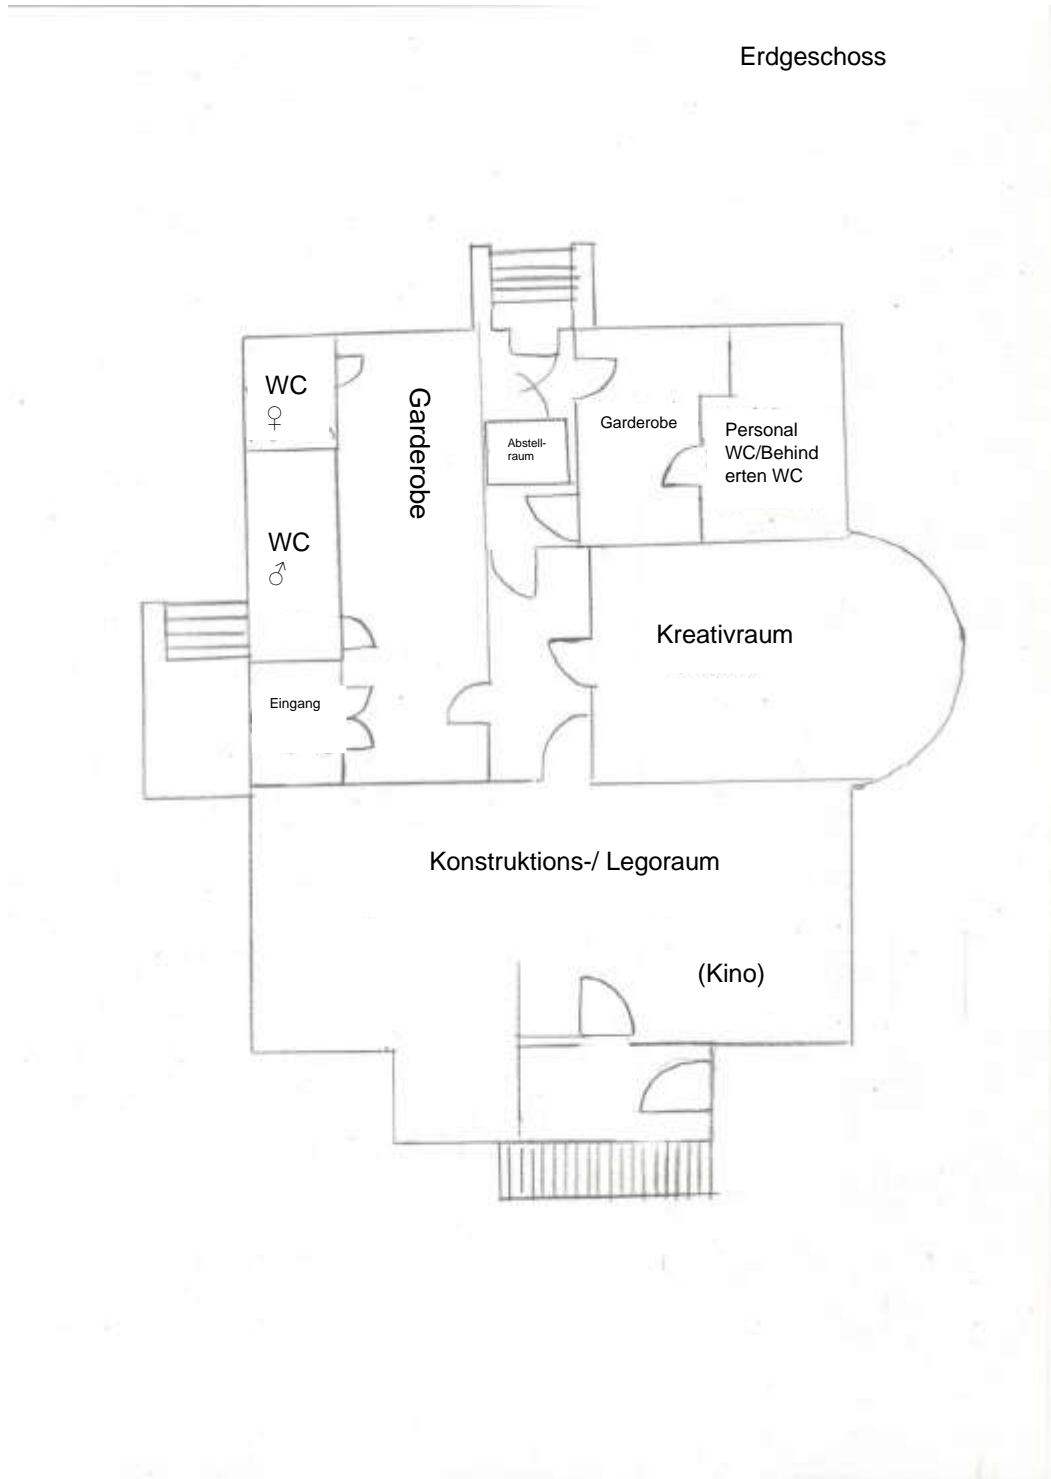 Erdgeschoss
WC
♀
Garderobe
Abstell-
raum
Garderobe
Personal
WC/Behind
erten WC
WC
♂
Kreativraum
Eingang
Konstruktions-/ Legoraum
(Kino)